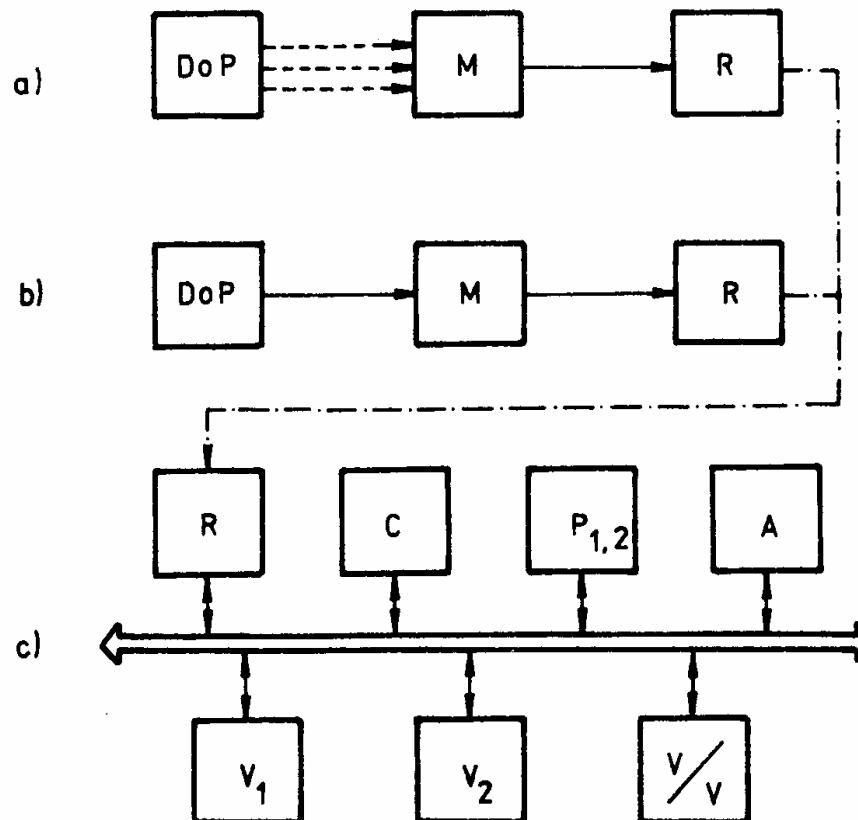 a) DoP M R
b) DoP M R
R C P₁,₂ A
c)
V₁ V₂ V/V